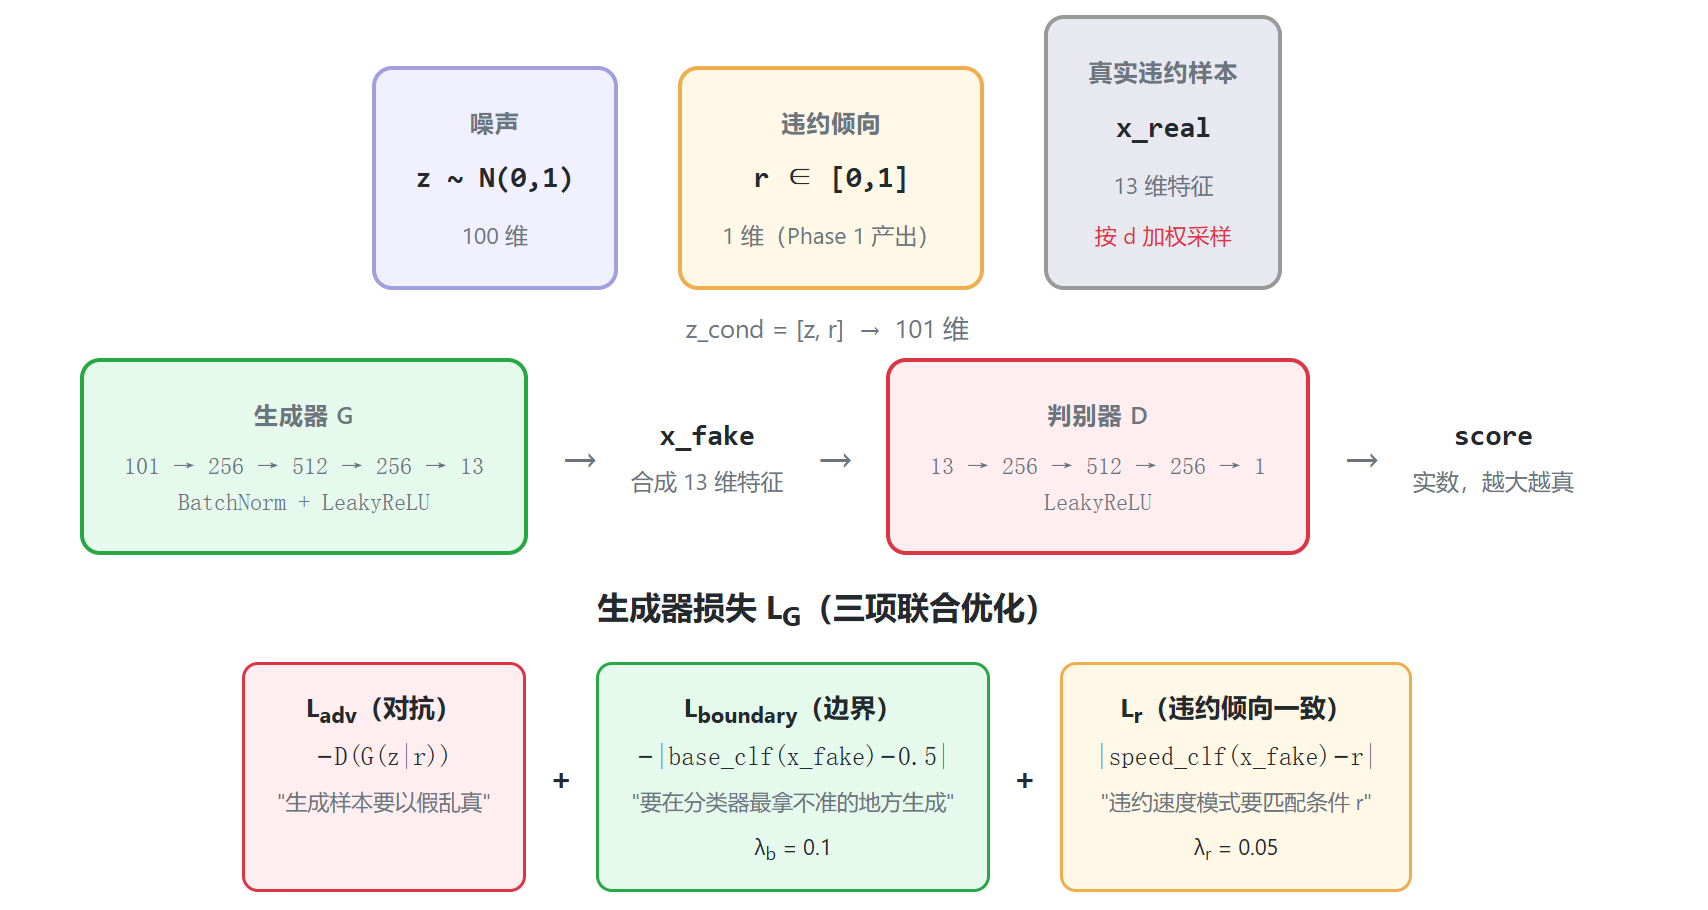 噪声
z ~ N(0,1)
100 维
违约倾向
r ∈ [0,1]
1 维（Phase 1 产出）
真实违约样本
x_real
13 维特征
按 d 加权采样
z_cond = [z, r] → 101 维
生成器 G
101 → 256 → 512 → 256 → 13
BatchNorm + LeakyReLU
→
x_fake
合成 13 维特征
→
判别器 D
13 → 256 → 512 → 256 → 1
LeakyReLU
→
score
实数，越大越真
生成器损失 L_G（三项联合优化）
L_adv（对抗）
−D(G(z|r))
"生成样本要以假乱真"
+
L_boundary（边界）
−|base_clf(x_fake)−0.5|
"要在分类器最拿不准的地方生成"
λ_b = 0.1
+
L_r（违约倾向一致）
|speed_clf(x_fake)−r|
"违约速度模式要匹配条件 r"
λ_r = 0.05